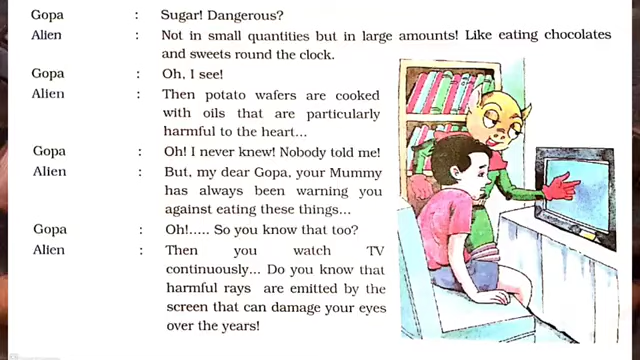 Gopa : Sugar! Dangerous?
Alien : Not in small quantities but in large amounts! Like eating chocolates
and sweets round the clock.
Gopa : Oh, I see!
Alien : Then potato wafers are cooked
with oils that are particularly
harmful to the heart...
Gopa : Oh! I never knew! Nobody told me!
Alien : But, my dear Gopa, your Mummy
has always been warning you
against eating these things...
Gopa : Oh!..... So you know that too?
Alien : Then you watch TV
continuously... Do you know that
harmful rays are emitted by the
screen that can damage your eyes
over the years!